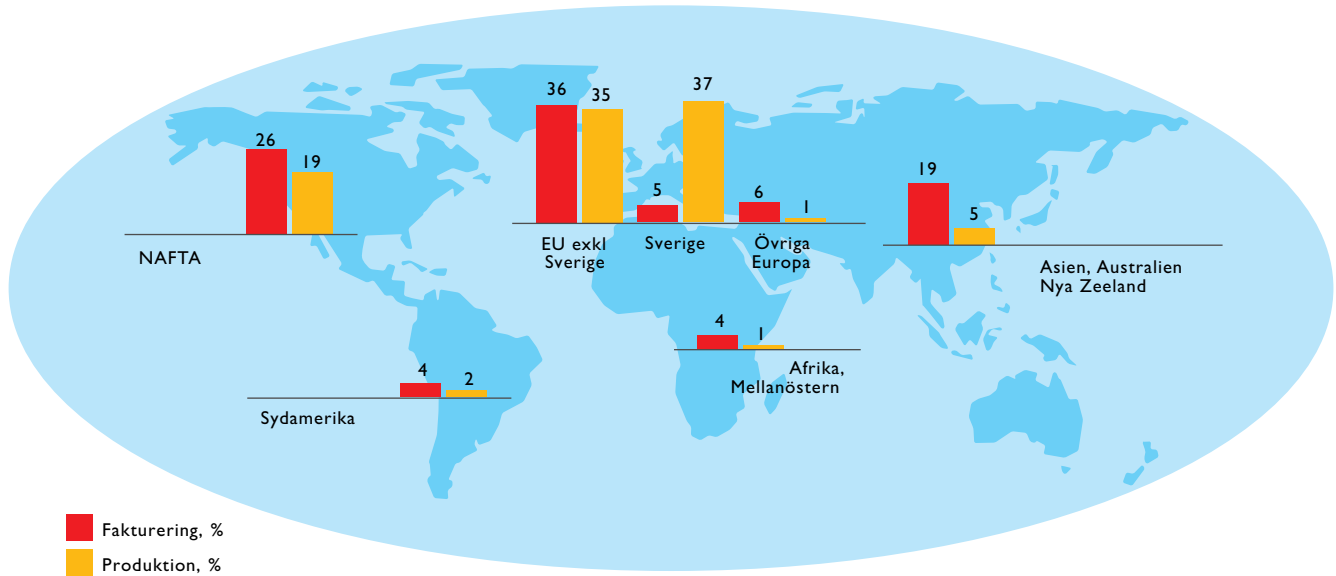 36 35
37
26
19
5
6
1
19
5
NAFTA
EU exkl
Sverige
Sverige
Övriga
Europa
Asien, Australien
Nya Zeeland
4
1
Afrika,
Mellanöstern
4
2
Sydamerika
Fakturering, %
Produktion, %